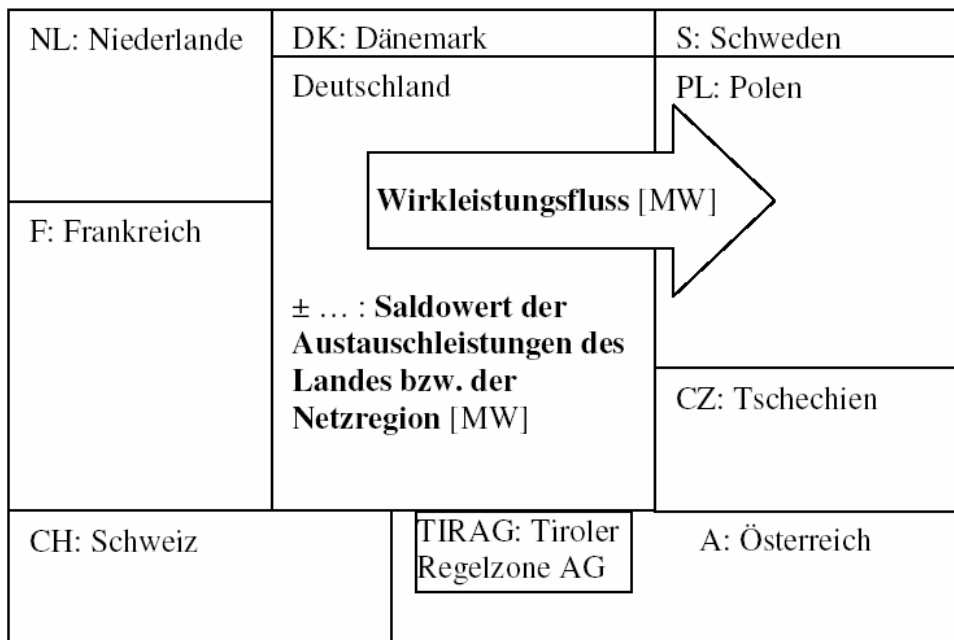 NL: Niederlande
DK: Dänemark
S: Schweden
Deutschland
PL: Polen
Wirkleistungsfluss [MW]
F: Frankreich
± … : Saldowert der
Austauschleistungen des
Landes bzw. der
Netzregion [MW]
CZ: Tschechien
CH: Schweiz
TIRAG: Tiroler
Regelzone AG
A: Österreich